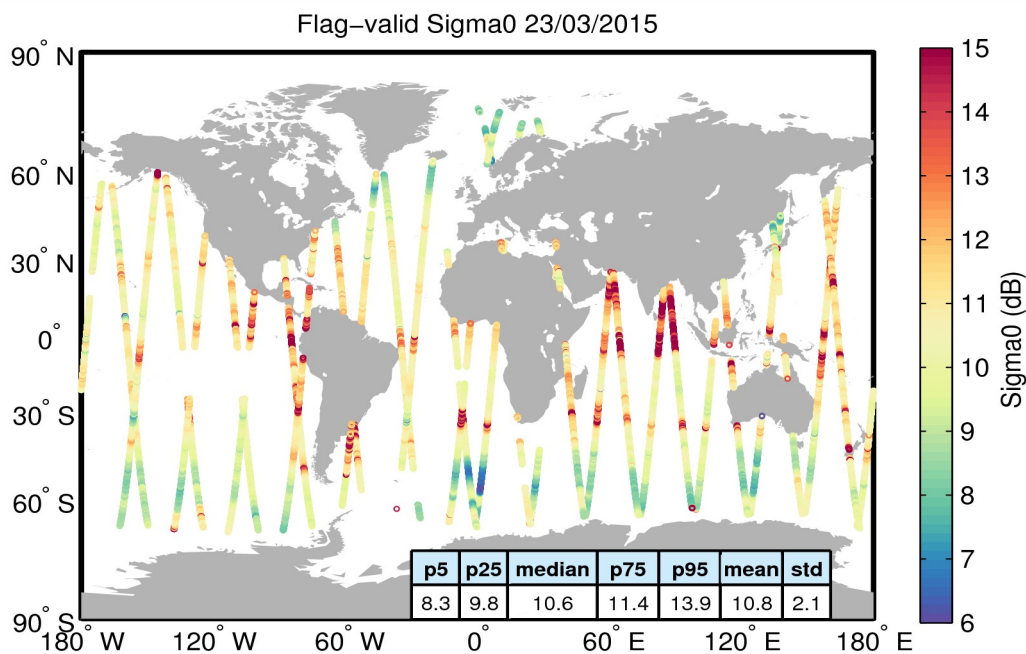 Flag−valid Sigma0 23/03/2015
90° N
60° N
30° N
0°
30° S
60° S
90° S
180° W
120° W
60° W
0°
60° E
120° E
180° E
p5 p25 median p75 p95 mean std
8.3 9.8 10.6 11.4 13.9 10.8 2.1
15
14
13
12
11
10
9
8
7
6
Sigma0 (dB)